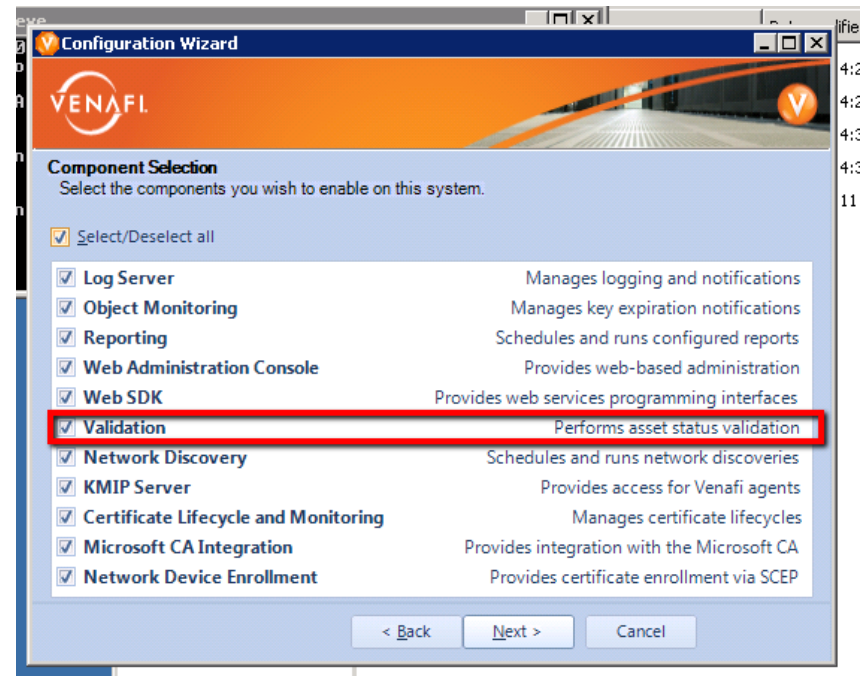 Configuration Wizard
VENAFI
Component Selection
Select the components you wish to enable on this system.
Select/Deselect all
Log Server Manages logging and notifications
Object Monitoring Manages key expiration notifications
Reporting Schedules and runs configured reports
Web Administration Console Provides web-based administration
Web SDK Provides web services programming interfaces
Validation Performs asset status validation
Network Discovery Schedules and runs network discoveries
KMIP Server Provides access for Venafi agents
Certificate Lifecycle and Monitoring Manages certificate lifecycles
Microsoft CA Integration Provides integration with the Microsoft CA
Network Device Enrollment Provides certificate enrollment via SCEP
< Back Next > Cancel